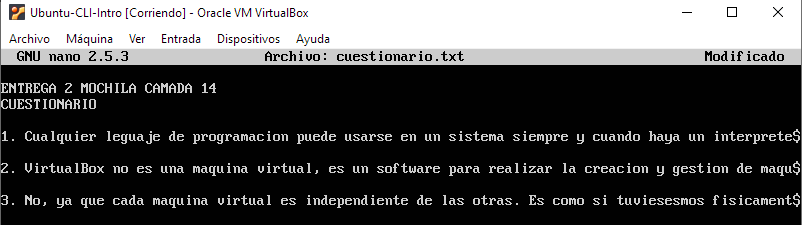 Ubuntu-CLI-Intro [Corriendo] - Oracle VM VirtualBox
Archivo Máquina Ver Entrada Dispositivos Ayuda
GNU nano 2.5.3 Archivo: cuestionario.txt Modificado
ENTREGA 2 MOCHILA CAMADA 14
CUESTIONARIO
1. Cualquier leguaje de programacion puede usarse en un sistema siempre y cuando haya un interprete$
2. VirtualBox no es una maquina virtual, es un software para realizar la creacion y gestion de maqu$
3. No, ya que cada maquina virtual es independiente de las otras. Es como si tuviesesmos fisicament$